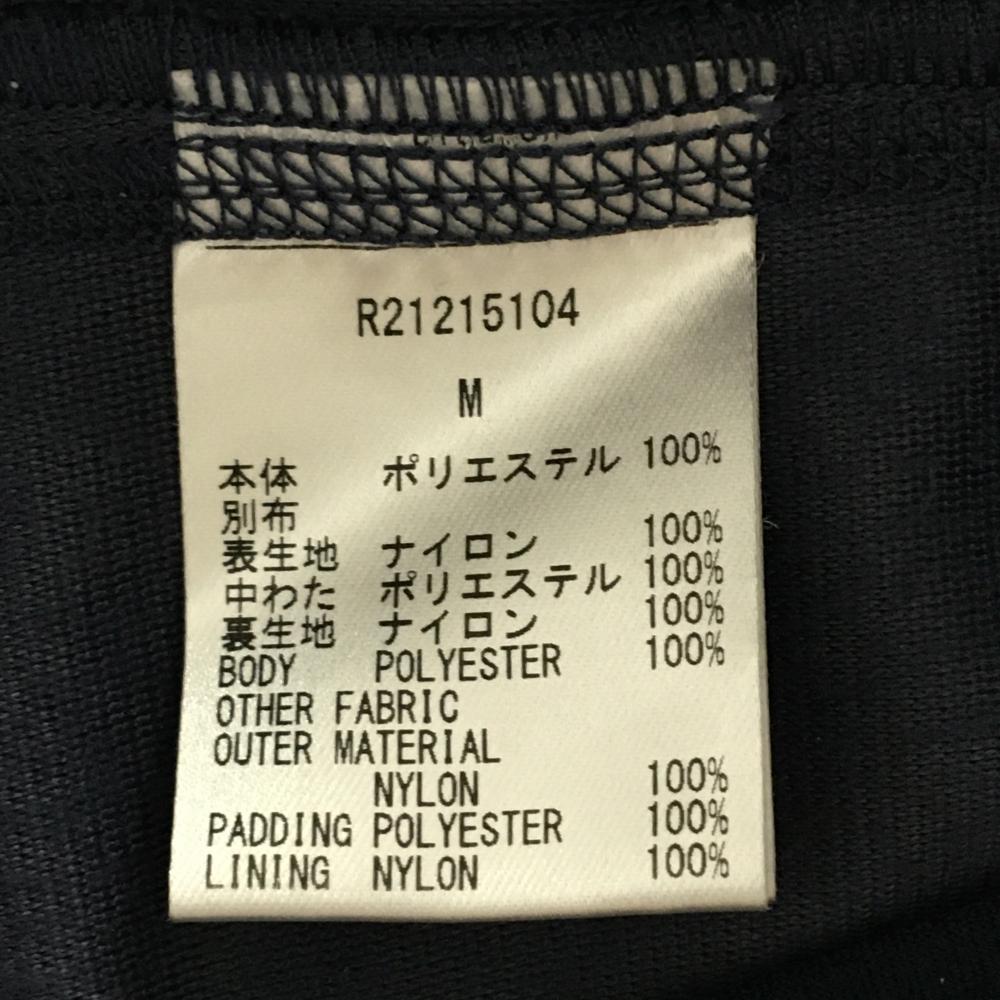 R21215104
M
本体 ポリエステル 100%
別布
表生地 ナイロン 100%
中わた ポリエステル 100%
裏生地 ナイロン 100%
BODY POLYESTER 100%
OTHER FABRIC
OUTER MATERIAL
NYLON 100%
PADDING POLYESTER 100%
LINING NYLON 100%